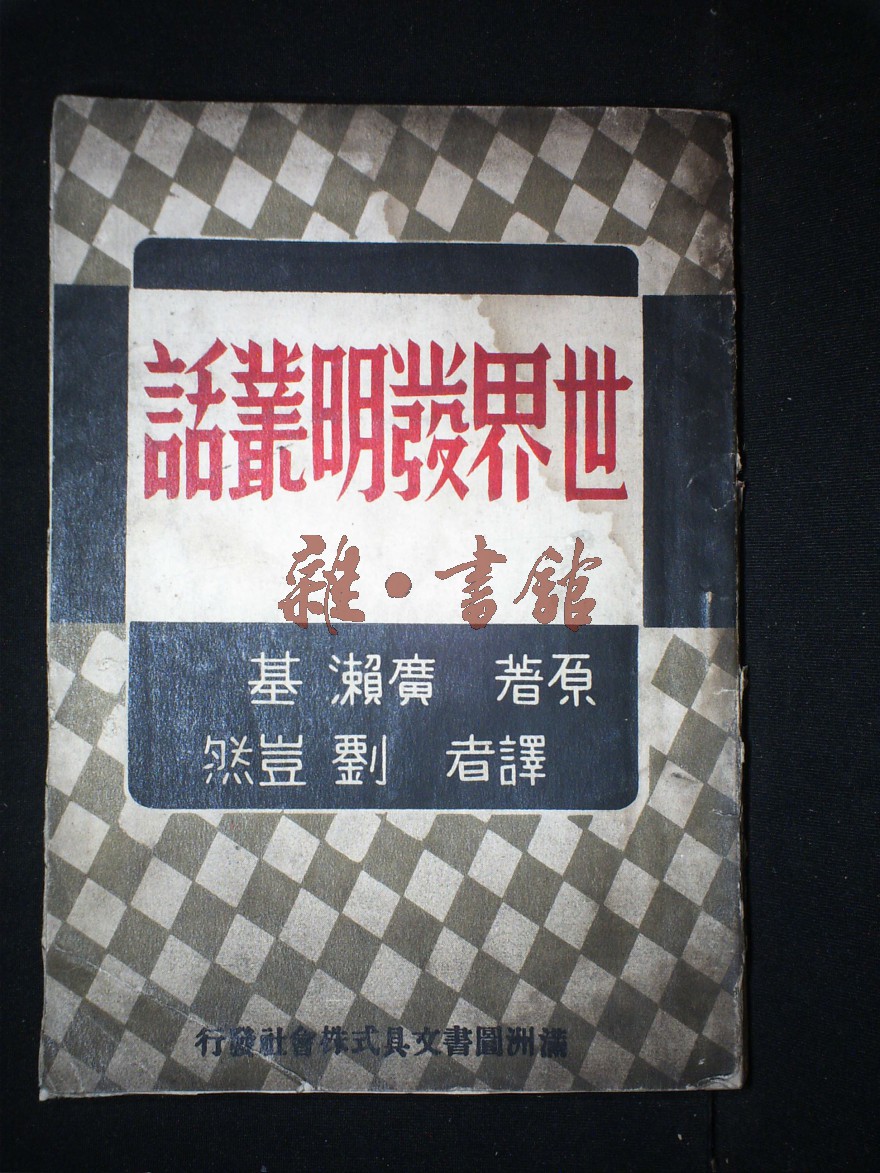 世界發明叢話
雜·書館
原著 廣瀨基
譯者 劉豈然
滿洲圖書文具式株會社發行